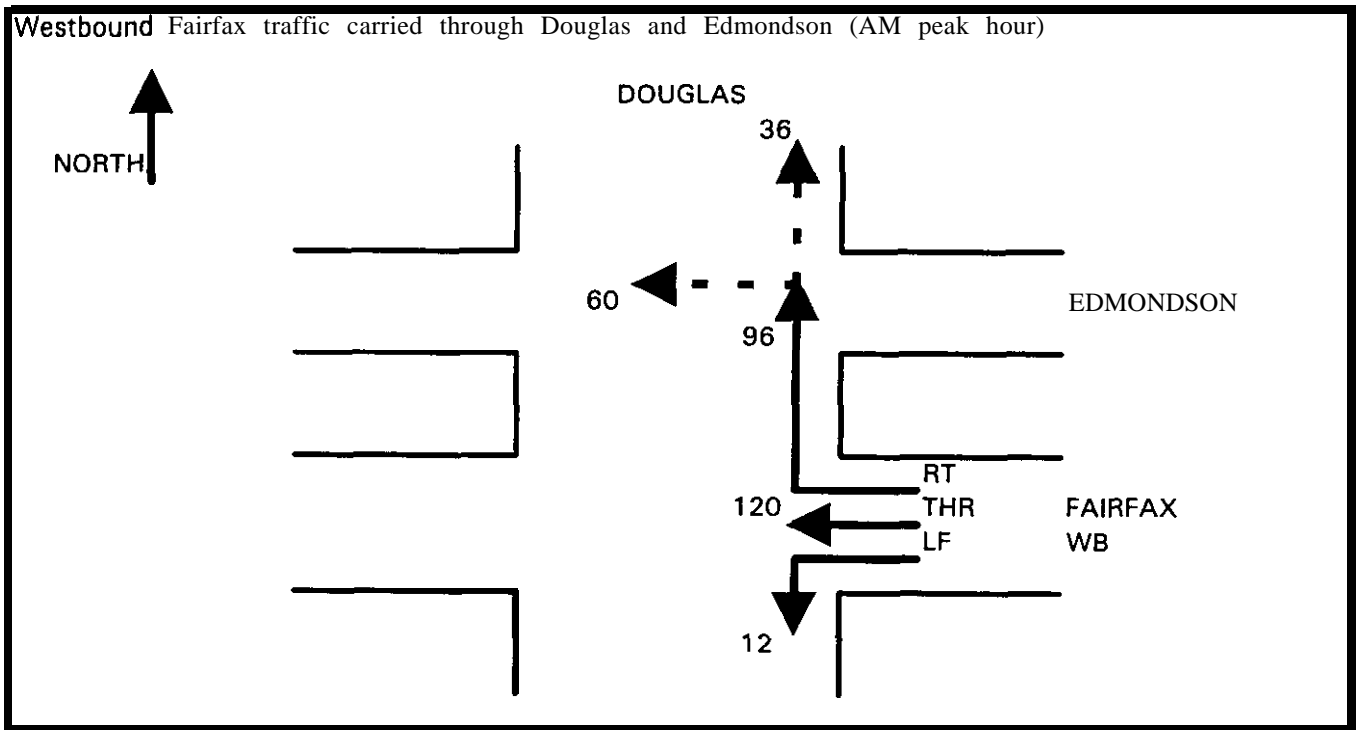 Westbound Fairfax traffic carried through Douglas and Edmondson (AM peak hour)
DOUGLAS
36
NORTH
60
EDMONDSON
96
RT
120
THR
FAIRFAX
LF
WB
12